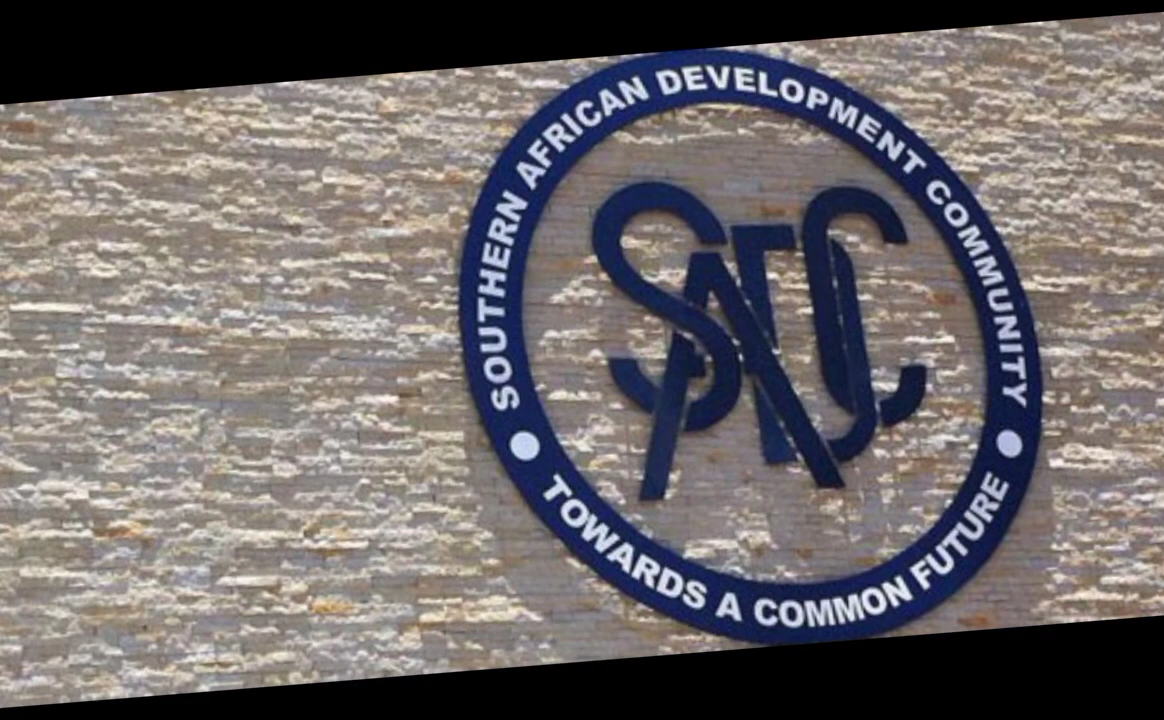 SOUTHERN AFRICAN DEVELOPMENT COMMUNITY
SADC
TOWARDS A COMMON FUTURE